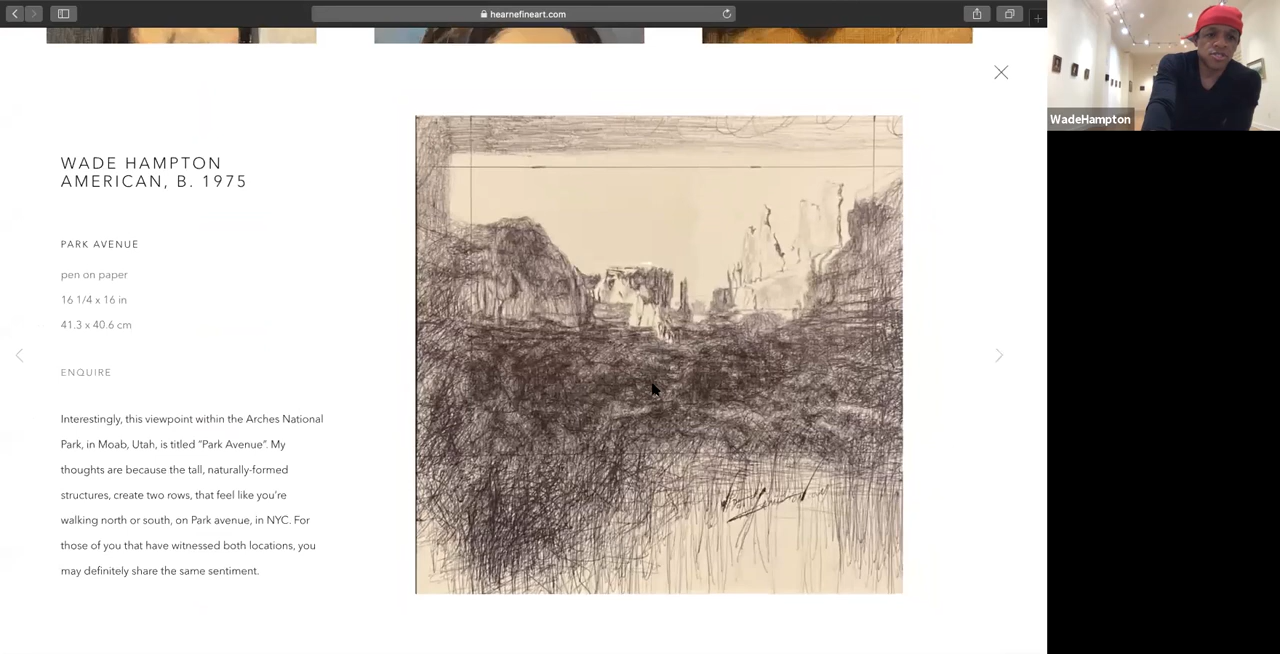 hearnefineart.com
WadeHampton
WADE HAMPTON
AMERICAN, B. 1975
PARK AVENUE
pen on paper
16 1/4 x 16 in
41.3 x 40.6 cm
ENQUIRE
Interestingly, this viewpoint within the Arches National
Park, in Moab, Utah, is titled “Park Avenue”. My
thoughts are because the tall, naturally-formed
structures, create two rows, that feel like you're
walking north or south, on Park avenue, in NYC. For
those of you that have witnessed both locations, you
may definitely share the same sentiment.